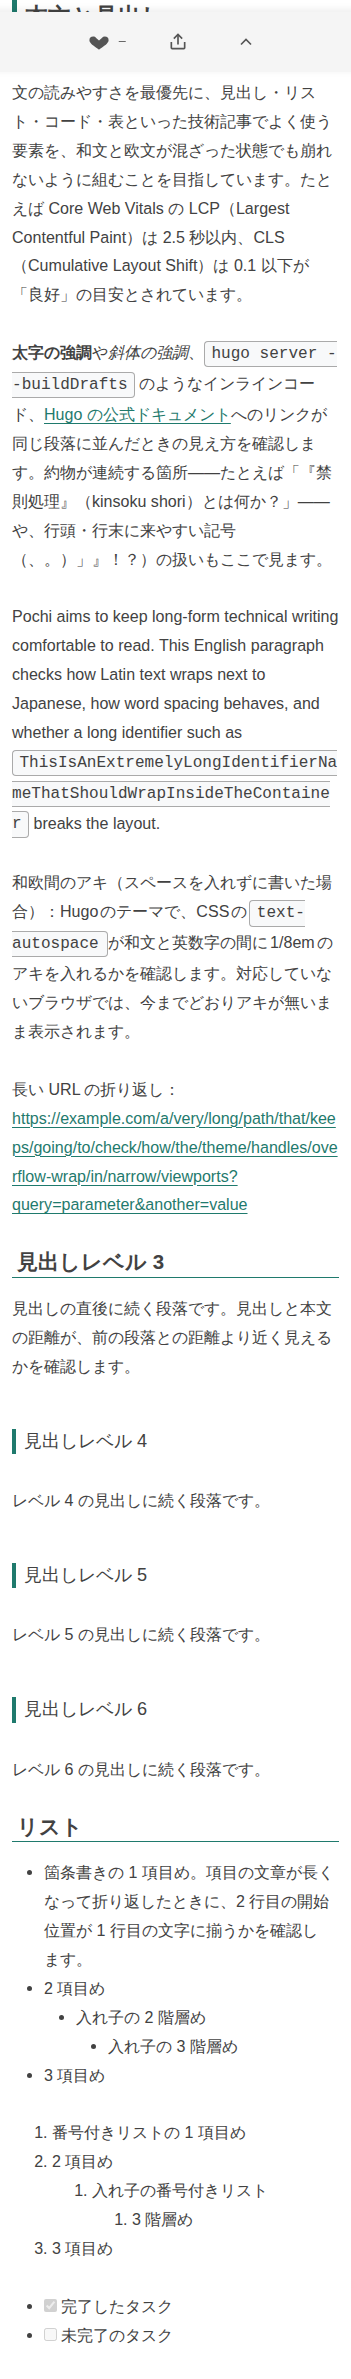 本文と見出し
–
文の読みやすさを最優先に、見出し・リス
ト・コード・表といった技術記事でよく使う
要素を、和文と欧文が混ざった状態でも崩れ
ないように組むことを目指しています。たと
えば Core Web Vitals の LCP（Largest
Contentful Paint）は 2.5 秒以内、CLS
（Cumulative Layout Shift）は 0.1 以下が
「良好」の目安とされています。
太字の強調や斜体の強調、hugo server -
-buildDrafts のようなインラインコー
ド、Hugo の公式ドキュメントへのリンクが
同じ段落に並んだときの見え方を確認しま
す。約物が連続する箇所——たとえば「『禁
則処理』（kinsoku shori）とは何か？」——
や、行頭・行末に来やすい記号
（、。）」』！？）の扱いもここで見ます。
Pochi aims to keep long-form technical writing
comfortable to read. This English paragraph
checks how Latin text wraps next to
Japanese, how word spacing behaves, and
whether a long identifier such as
ThisIsAnExtremelyLongIdentifierNa
meThatShouldWrapInsideTheContaine
r breaks the layout.
和欧間のアキ（スペースを入れずに書いた場
合）：Hugoのテーマで、CSSのtext-
autospaceが和文と英数字の間に1/8emの
アキを入れるかを確認します。対応していな
いブラウザでは、今までどおりアキが無いま
ま表示されます。
長い URL の折り返し：
https://example.com/a/very/long/path/that/kee
ps/going/to/check/how/the/theme/handles/ove
rflow-wrap/in/narrow/viewports?
query=parameter&another=value
見出しレベル 3
見出しの直後に続く段落です。見出しと本文
の距離が、前の段落との距離より近く見える
かを確認します。
見出しレベル 4
レベル 4 の見出しに続く段落です。
見出しレベル 5
レベル 5 の見出しに続く段落です。
見出しレベル 6
レベル 6 の見出しに続く段落です。
リスト
• 箇条書きの 1 項目め。項目の文章が長く
なって折り返したときに、2 行目の開始
位置が 1 行目の文字に揃うかを確認し
ます。
• 2 項目め
• 入れ子の 2 階層め
• 入れ子の 3 階層め
• 3 項目め
1. 番号付きリストの 1 項目め
2. 2 項目め
1. 入れ子の番号付きリスト
1. 3 階層め
3. 3 項目め
• 完了したタスク
• 未完了のタスク